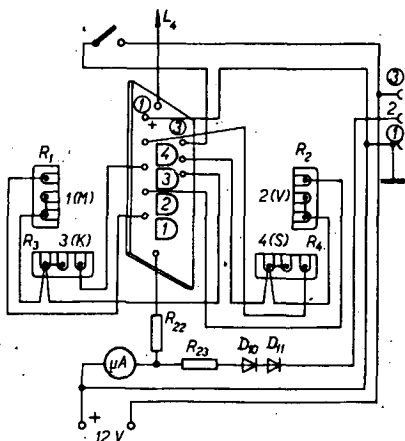 L4
1
+
3
3
2
1
4
3
2
1
R1
1(M)
R3 3(K)
R2
2(V)
4(S) R4
R22
μA
R23
D10 D11
+
12 V